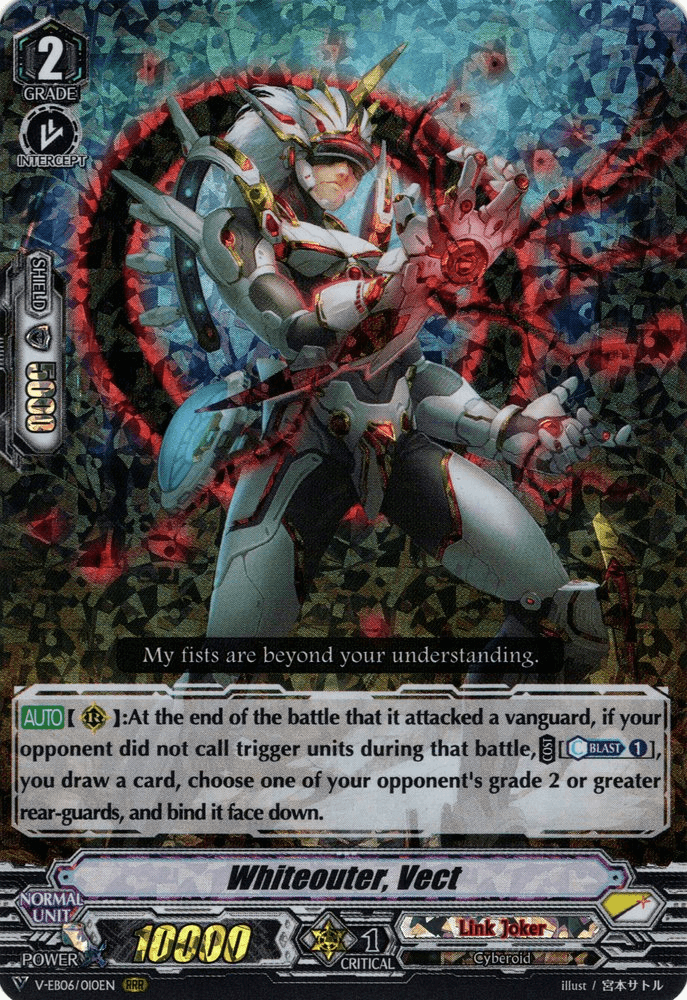 2
GRADE
INTERCEPT
SHIELD
5000
My fists are beyond your understanding.
AUTO【 R 】:At the end of the battle that it attacked a vanguard, if your
opponent did not call trigger units during that battle, COST [C BLAST 1],
you draw a card, choose one of your opponent's grade 2 or greater
rear-guards, and bind it face down.
Whiteouter, Vect
NORMAL
UNIT
POWER 10000 1 CRITICAL
Link Joker
Cyberoid
V-EB06/010EN RRR illust / 宮本サトル